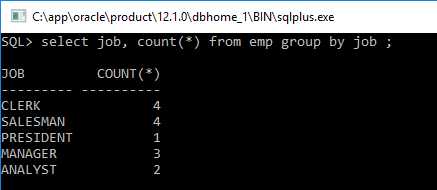 C:\app\oracle\product\12.1.0\dbhome_1\BIN\sqlplus.exe
SQL> select job, count(*) from emp group by job ;
JOB         COUNT(*)
--------- ----------
CLERK              4
SALESMAN           4
PRESIDENT          1
MANAGER            3
ANALYST            2